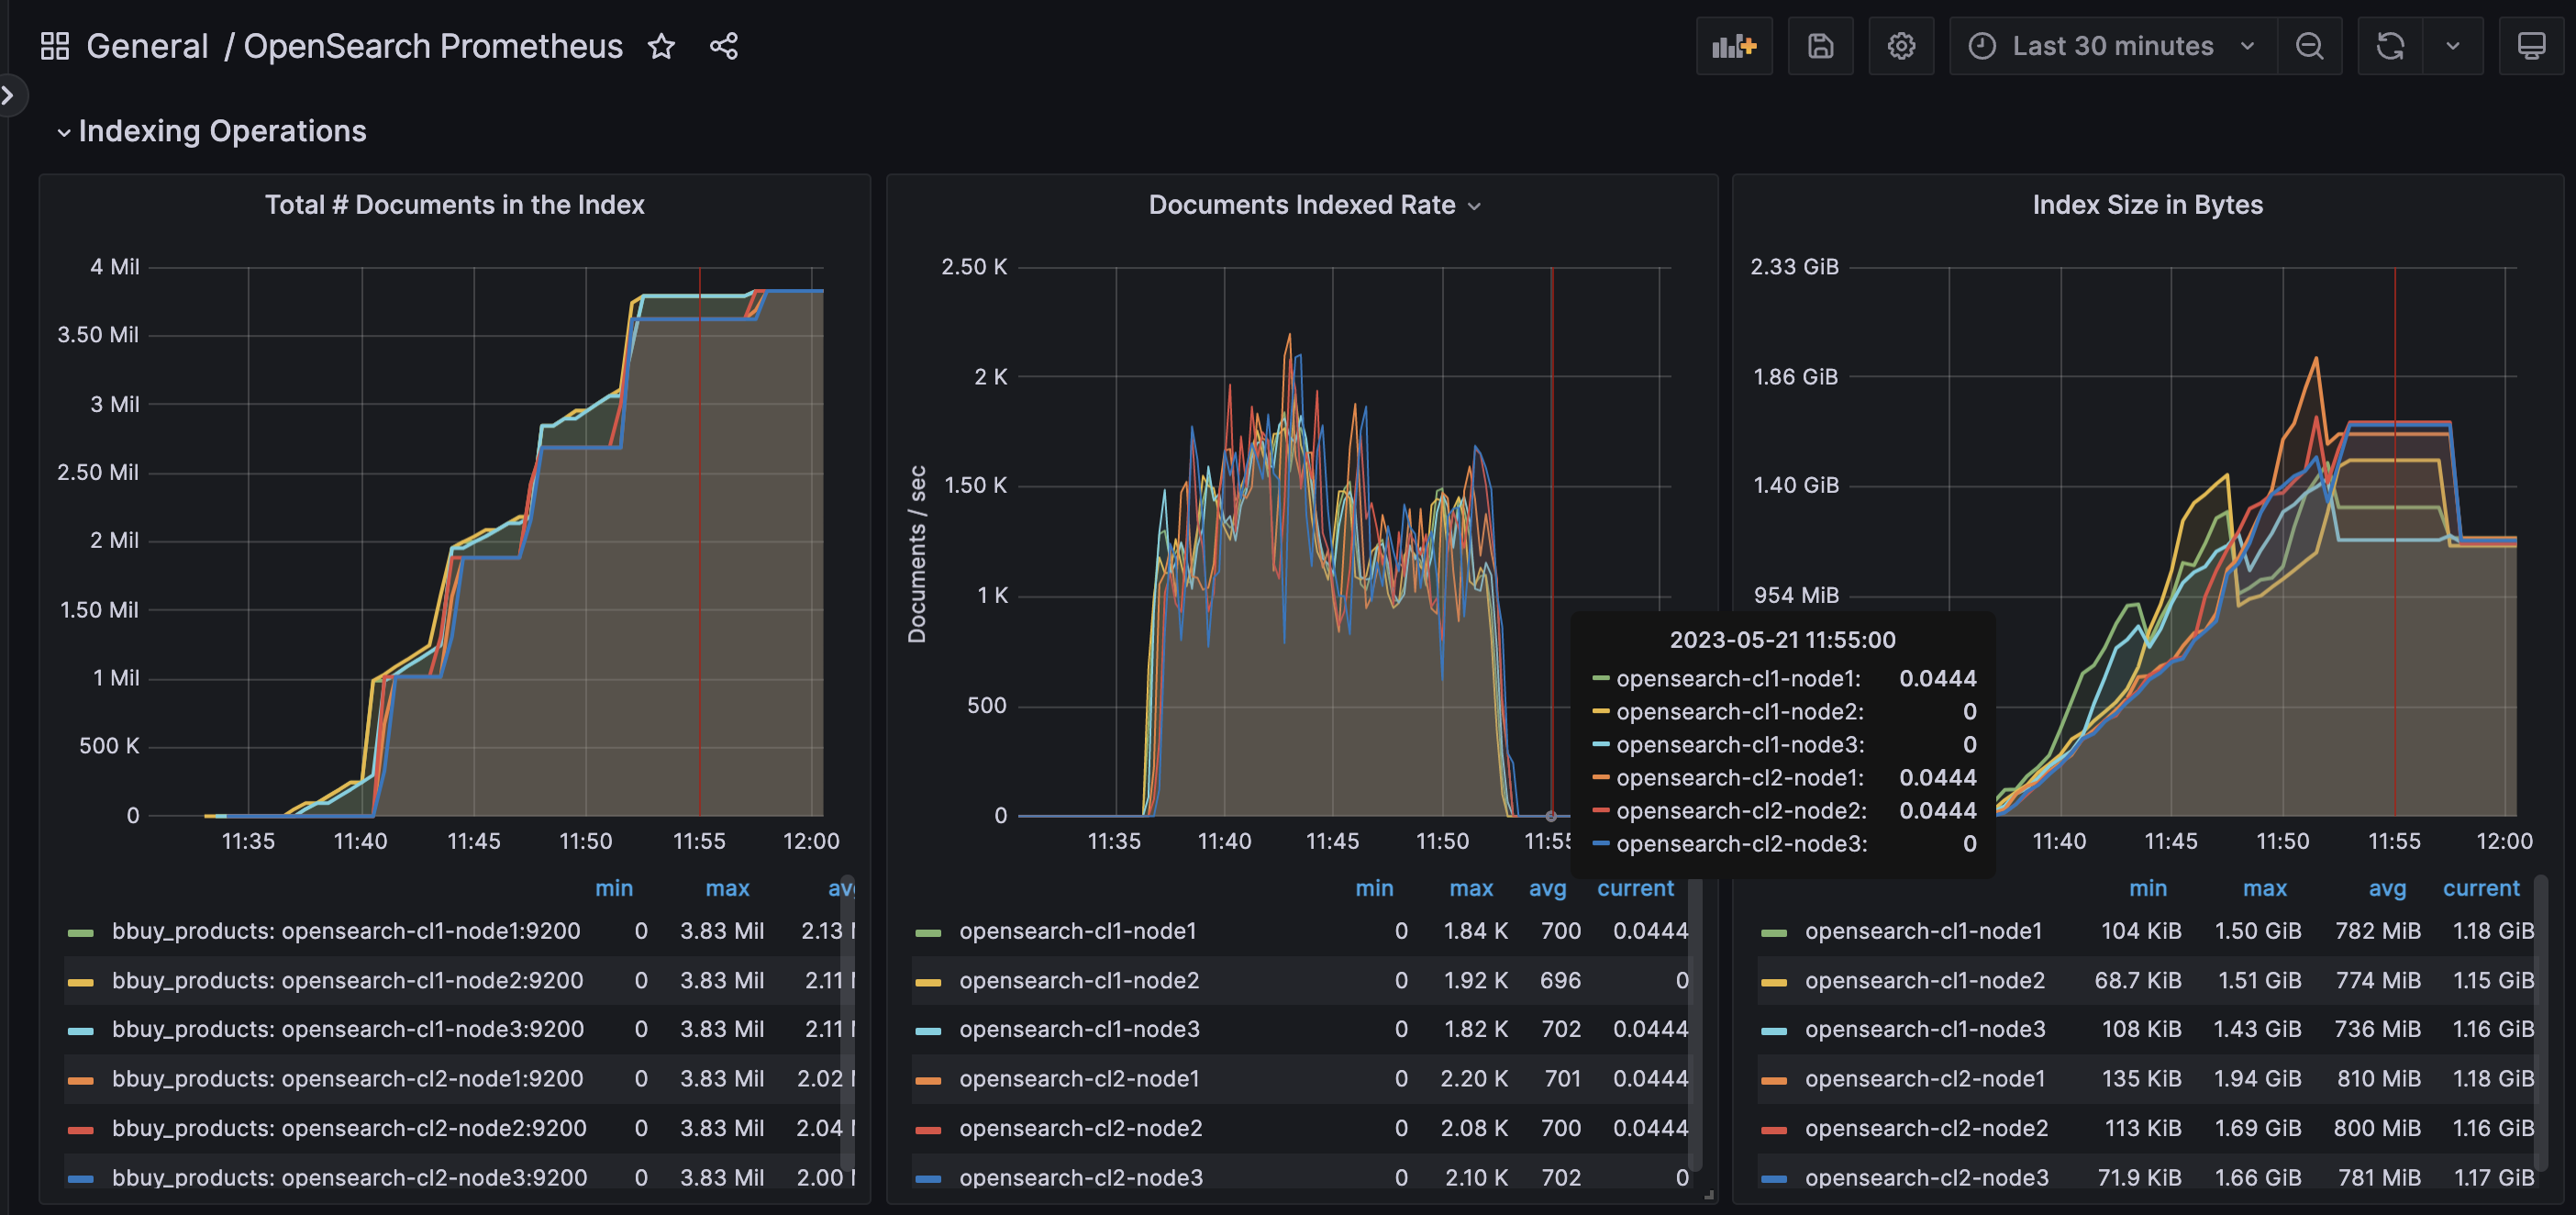 General / OpenSearch Prometheus
Last 30 minutes
Indexing Operations
Total # Documents in the Index
4 Mil
3.50 Mil
3 Mil
2.50 Mil
2 Mil
1.50 Mil
1 Mil
500 K
0
11:35 11:40 11:45 11:50 11:55 12:00
min max avg
bbuy_products: opensearch-cl1-node1:9200 0 3.83 Mil 2.13
bbuy_products: opensearch-cl1-node2:9200 0 3.83 Mil 2.11
bbuy_products: opensearch-cl1-node3:9200 0 3.83 Mil 2.11
bbuy_products: opensearch-cl2-node1:9200 0 3.83 Mil 2.02
bbuy_products: opensearch-cl2-node2:9200 0 3.83 Mil 2.04
bbuy_products: opensearch-cl2-node3:9200 0 3.83 Mil 2.00
Documents Indexed Rate
Documents / sec
2.50 K
2 K
1.50 K
1 K
500
0
11:35 11:40 11:45 11:50 11:55
min max avg current
opensearch-cl1-node1 0 1.84 K 700 0.0444
opensearch-cl1-node2 0 1.92 K 696 0
opensearch-cl1-node3 0 1.82 K 702 0.0444
opensearch-cl2-node1 0 2.20 K 701 0.0444
opensearch-cl2-node2 0 2.08 K 700 0.0444
opensearch-cl2-node3 0 2.10 K 702 0
2023-05-21 11:55:00
opensearch-cl1-node1: 0.0444
opensearch-cl1-node2: 0
opensearch-cl1-node3: 0
opensearch-cl2-node1: 0.0444
opensearch-cl2-node2: 0.0444
opensearch-cl2-node3: 0
Index Size in Bytes
2.33 GiB
1.86 GiB
1.40 GiB
954 MiB
11:40 11:45 11:50 11:55 12:00
min max avg current
opensearch-cl1-node1 104 KiB 1.50 GiB 782 MiB 1.18 GiB
opensearch-cl1-node2 68.7 KiB 1.51 GiB 774 MiB 1.15 GiB
opensearch-cl1-node3 108 KiB 1.43 GiB 736 MiB 1.16 GiB
opensearch-cl2-node1 135 KiB 1.94 GiB 810 MiB 1.18 GiB
opensearch-cl2-node2 113 KiB 1.69 GiB 800 MiB 1.16 GiB
opensearch-cl2-node3 71.9 KiB 1.66 GiB 781 MiB 1.17 GiB